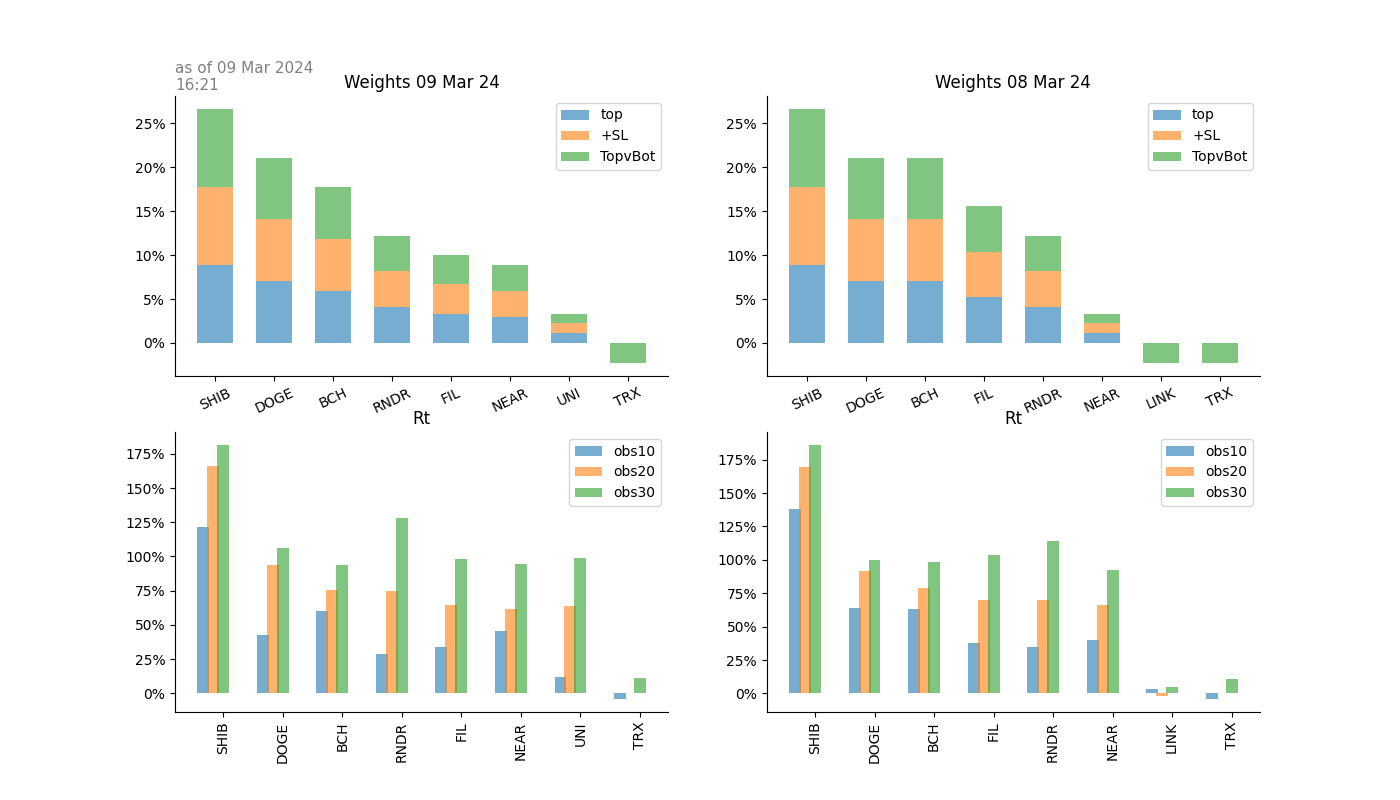 as of 09 Mar 2024
16:21
Weights 09 Mar 24
25%
20%
15%
10%
5%
0%
top
+SL
TopvBot
SHIB
DOGE
BCH
RNDR
FIL
NEAR
UNI
TRX
Weights 08 Mar 24
25%
20%
15%
10%
5%
0%
top
+SL
TopvBot
SHIB
DOGE
BCH
FIL
RNDR
NEAR
LINK
TRX
Rt
175%
150%
125%
100%
75%
50%
25%
0%
obs10
obs20
obs30
SHIB
DOGE
BCH
RNDR
FIL
NEAR
UNI
TRX
Rt
175%
150%
125%
100%
75%
50%
25%
0%
obs10
obs20
obs30
SHIB
DOGE
BCH
FIL
RNDR
NEAR
LINK
TRX